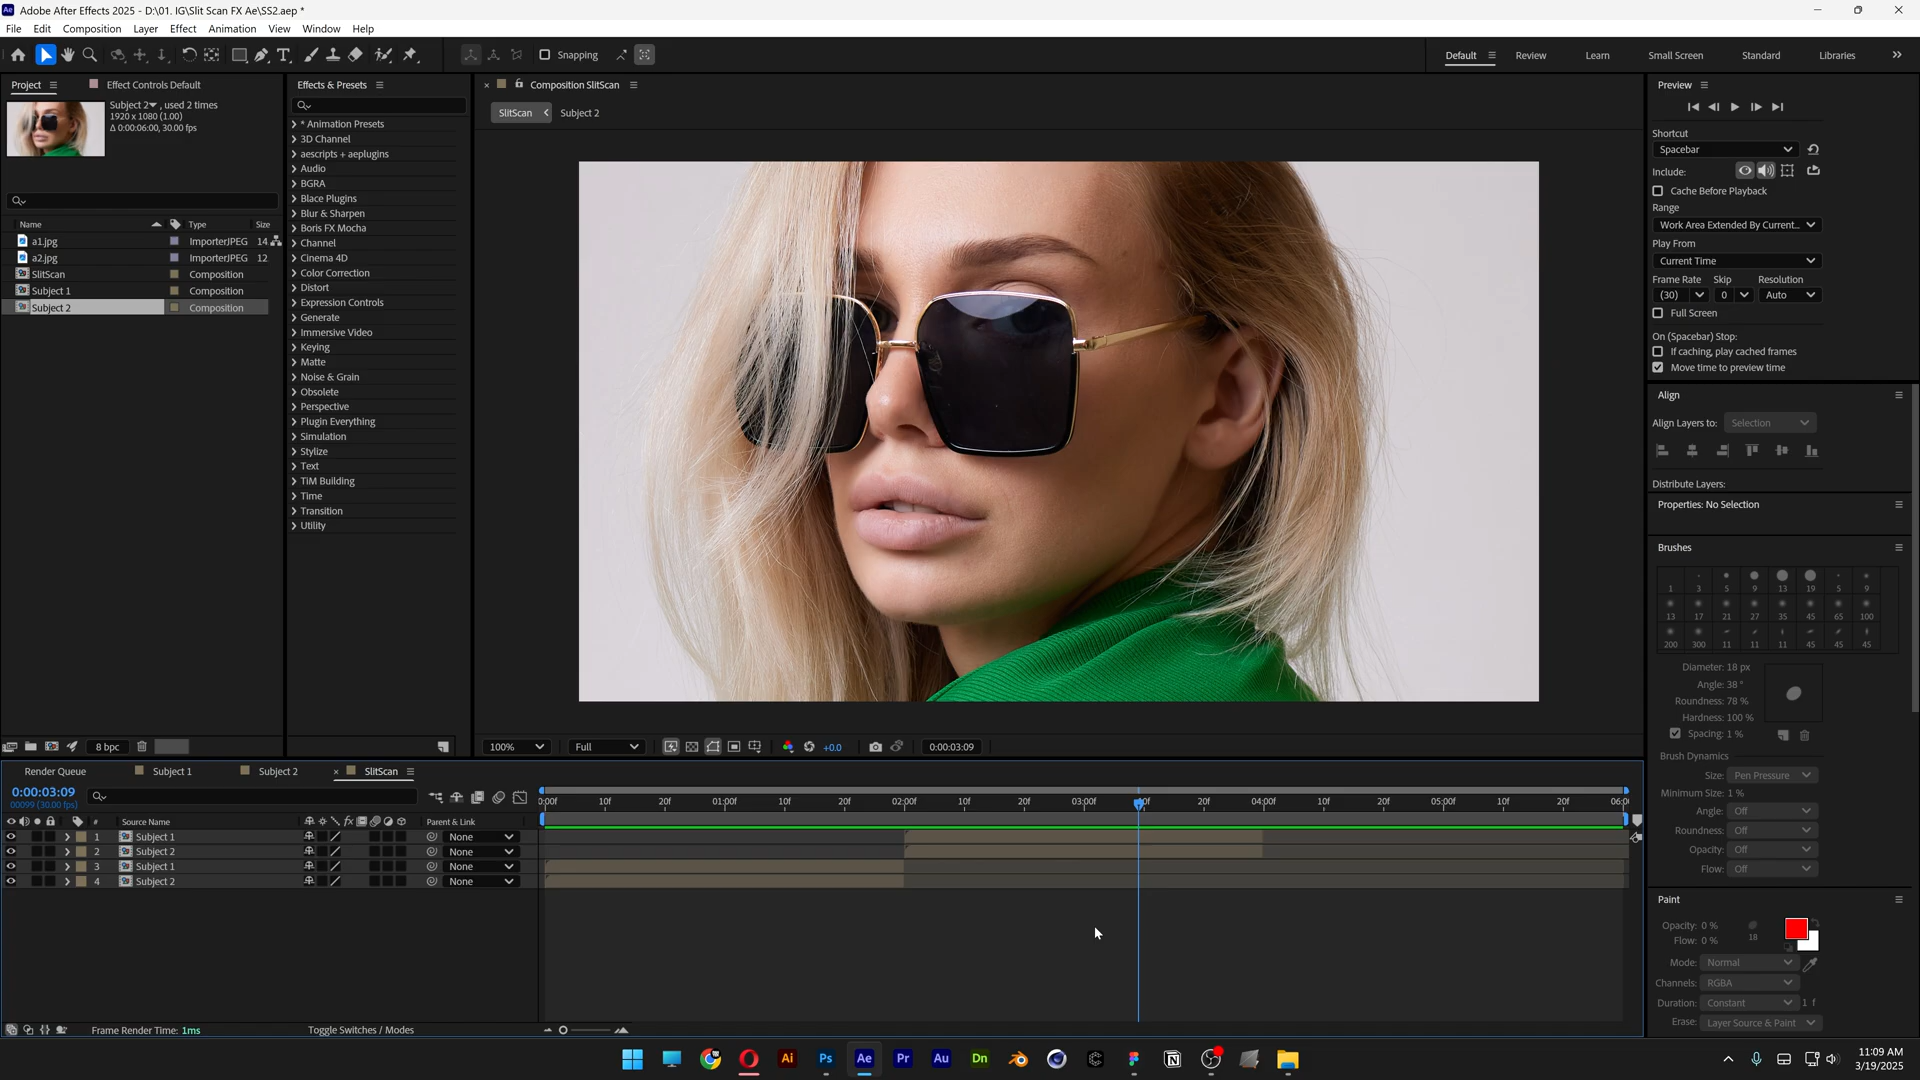 Adobe After Effects 2025 - D:\01. IG\Slit Scan FX Ae\SS2.aep *
File Edit Composition Layer Effect Animation View Window Help
Snapping
Default Review Learn Small Screen Standard Libraries
Project Effect Controls Default
Subject 2, used 2 times
1920 x 1080 (1.00)
Δ 0:00:06:00, 30.00 fps
Name Type Size
a1.jpg ImporterJPEG 14
a2.jpg ImporterJPEG 12
SlitScan Composition
Subject 1 Composition
Subject 2 Composition
8 bpc
Effects & Presets
* Animation Presets
3D Channel
aescripts + aeplugins
Audio
BGRA
Blace Plugins
Blur & Sharpen
Boris FX Mocha
Channel
Cinema 4D
Color Correction
Distort
Expression Controls
Generate
Immersive Video
Keying
Matte
Noise & Grain
Obsolete
Perspective
Plugin Everything
Simulation
Stylize
Text
TiM Building
Time
Transition
Utility
Composition SlitScan
SlitScan Subject 2
100% Full +0.0 0:00:03:09
Preview
Shortcut
Spacebar
Include:
Cache Before Playback
Range
Work Area Extended By Current...
Play From
Current Time
Frame Rate Skip Resolution
(30) 0 Auto
Full Screen
On (Spacebar) Stop:
If caching, play cached frames
Move time to preview time
Align
Align Layers to: Selection
Distribute Layers:
Properties: No Selection
Brushes
1 3 5 9 13 19 5 9
13 17 21 27 35 45 65 100
200 300 11 11 11 45 45 45
Diameter: 18 px
Angle: 38 °
Roundness: 78 %
Hardness: 100 %
Spacing: 1 %
Brush Dynamics
Size: Pen Pressure
Minimum Size: 1 %
Angle: Off
Roundness: Off
Opacity: Off
Flow: Off
Paint
Opacity: 0 %
Flow: 0 %
18
Mode: Normal
Channels: RGBA
Duration: Constant 1 f
Erase: Layer Source & Paint
Render Queue Subject 1 Subject 2 SlitScan
0:00:03:09
00099 (30.00 fps)
0:00f 10f 20f 01:00f 10f 20f 02:00f 10f 20f 03:00f 20f 04:00f 10f 20f 05:00f 10f 20f 06:0
# Source Name Parent & Link
1 Subject 1 None
2 Subject 2 None
3 Subject 1 None
4 Subject 2 None
Frame Render Time: 1ms Toggle Switches / Modes
Ai Ps Ae Pr Au Dn
11:09 AM
3/19/2025